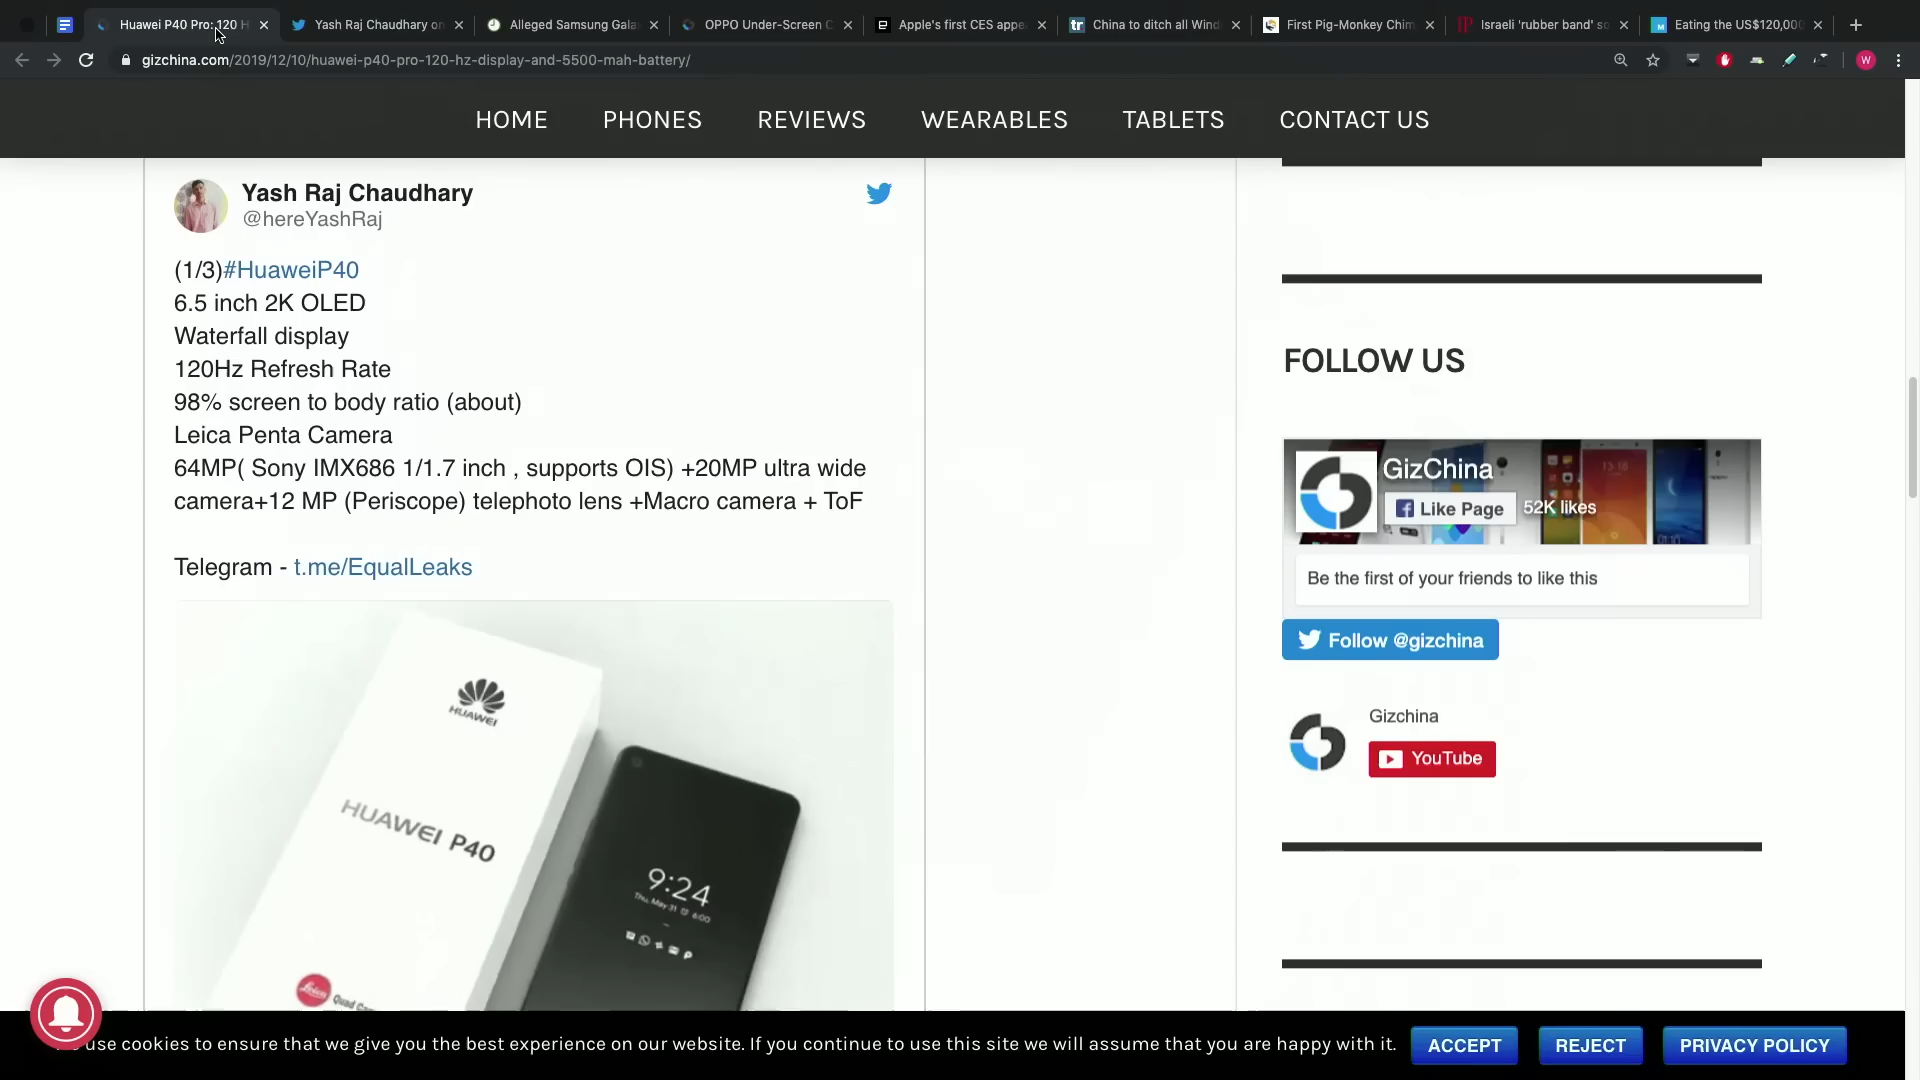 Huawei P40 Pro: 120 H
Yash Raj Chaudhary on
Alleged Samsung Gala
OPPO Under-Screen C
Apple's first CES appe
China to ditch all Wind
First Pig-Monkey Chim
Israeli 'rubber band' so
Eating the US$120,000
gizchina.com/2019/12/10/huawei-p40-pro-120-hz-display-and-5500-mah-battery/
W
HOME PHONES REVIEWS WEARABLES TABLETS CONTACT US
Yash Raj Chaudhary
@hereYashRaj
(1/3)#HuaweiP40
6.5 inch 2K OLED
Waterfall display
120Hz Refresh Rate
98% screen to body ratio (about)
Leica Penta Camera
64MP( Sony IMX686 1/1.7 inch , supports OIS) +20MP ultra wide
camera+12 MP (Periscope) telephoto lens +Macro camera + ToF
Telegram - t.me/EqualLeaks
HUAWEI
HUAWEI P40
9:24
Thu, May 31 6:00
Leica
FOLLOW US
GizChina
Like Page 52K likes
Be the first of your friends to like this
Follow @gizchina
Gizchina
YouTube
use cookies to ensure that we give you the best experience on our website. If you continue to use this site we will assume that you are happy with it.
ACCEPT REJECT PRIVACY POLICY